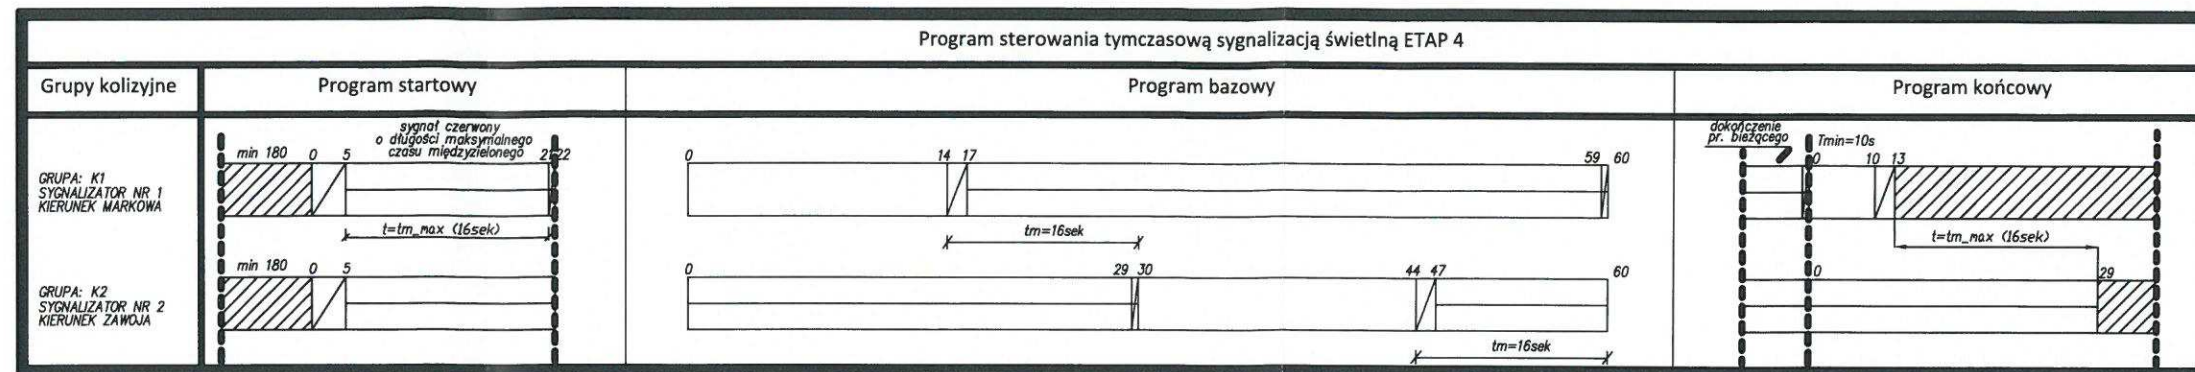 Program sterowania tymczasową sygnalizacją świetlną ETAP 4
Grupy kolizyjne
Program startowy
Program bazowy
Program końcowy
GRUPA: K1
SYGNALIZATOR NR 1
KIERUNEK MARKOWA
min 180 0 5
sygnał czerwony
o długości maksymalnego
czasu międzyzielonego
21 22
t=tm_max (16sek)
0 14 17 59 60
tm=16sek
dokończenie
pr. bieżącego
Tmin=10s
0 10 13
t=tm_max (16sek)
GRUPA: K2
SYGNALIZATOR NR 2
KIERUNEK ZAWOJA
min 180 0 5
0 29 30 44 47 60
tm=16sek
0 29